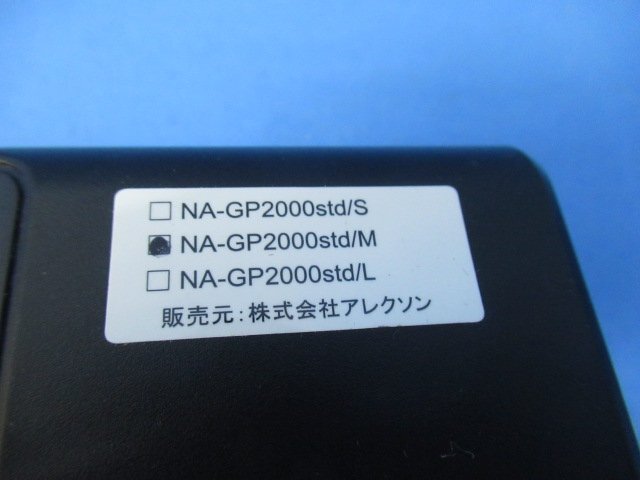 □ NA-GP2000std/S
■ NA-GP2000std/M
□ NA-GP2000std/L
販売元:株式会社アレクソン